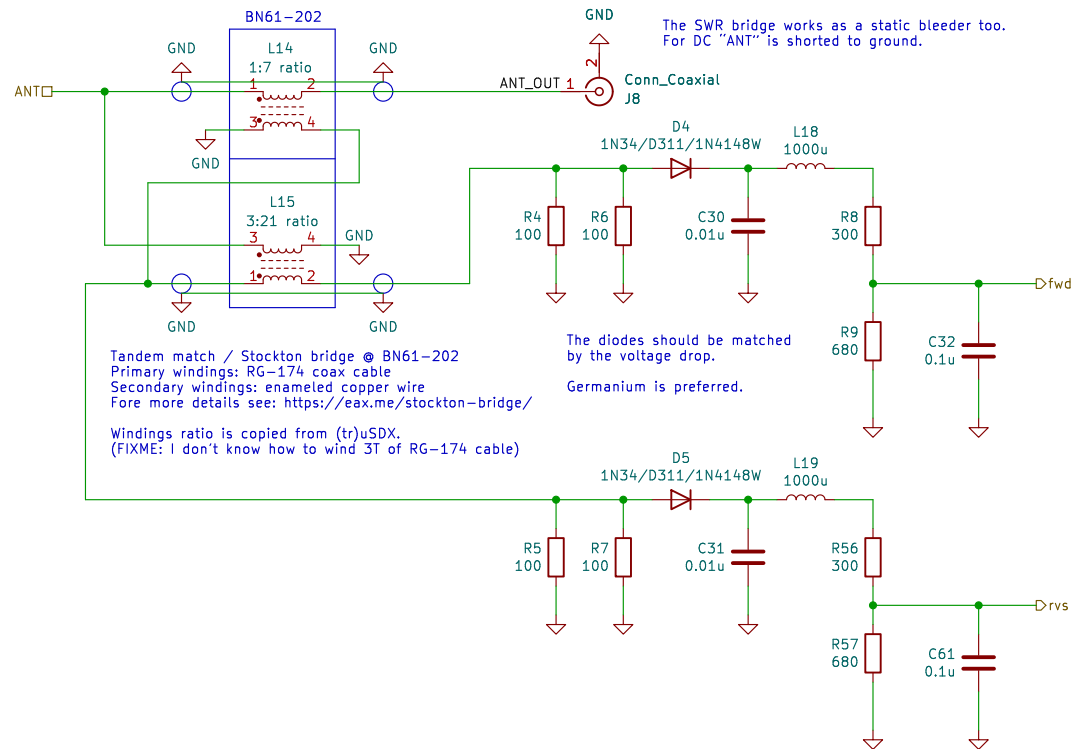 BN61-202
GND
The SWR bridge works as a static bleeder too.
For DC "ANT" is shorted to ground.
GND
L14
GND
1:7 ratio
ANT
1
2
ANT_OUT
1
2
Conn_Coaxial
J8
3
4
GND
D4
1N34/D311/1N4148W
L18
1000u
L15
3:21 ratio
3
4
GND
1
2
GND
GND
R4
100
R6
100
C30
0.01u
R8
300
fwd
The diodes should be matched
by the voltage drop.
Germanium is preferred.
R9
680
C32
0.1u
Tandem match / Stockton bridge @ BN61-202
Primary windings: RG-174 coax cable
Secondary windings: enameled copper wire
Fore more details see: https://eax.me/stockton-bridge/
Windings ratio is copied from (tr)uSDX.
(FIXME: I don't know how to wind 3T of RG-174 cable)
D5
1N34/D311/1N4148W
L19
1000u
R5
100
R7
100
C31
0.01u
R56
300
rvs
R57
680
C61
0.1u